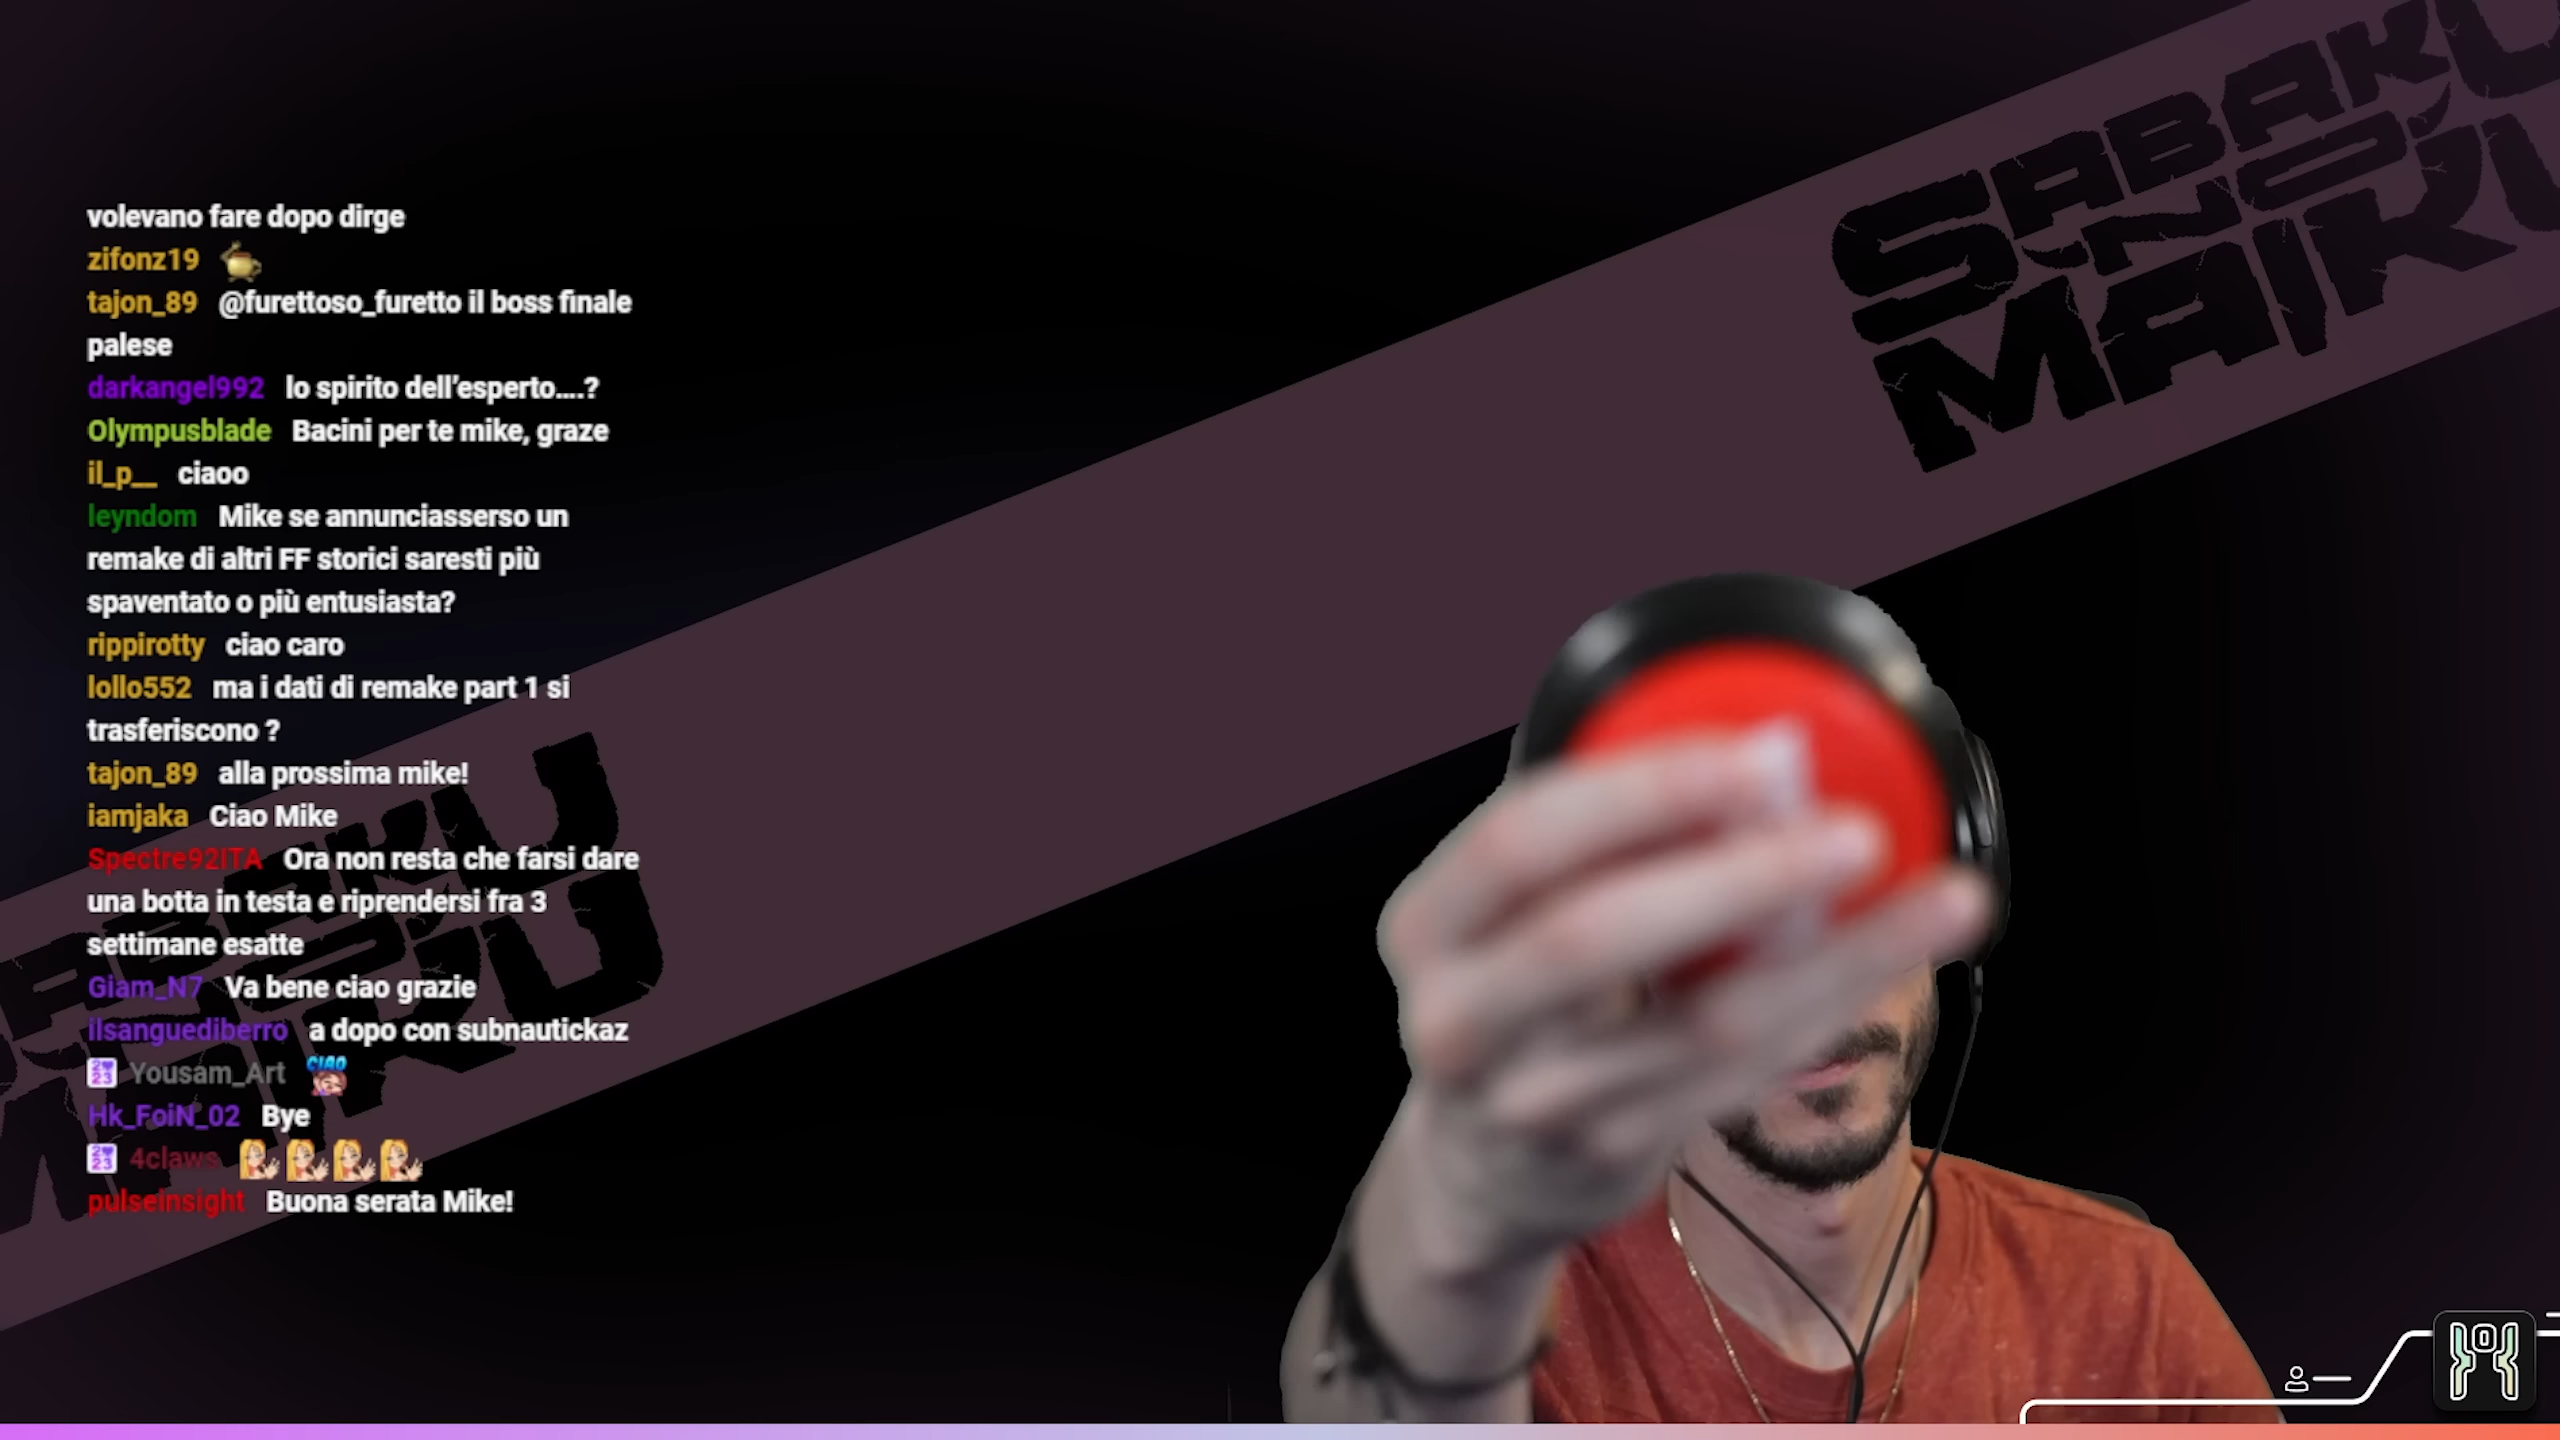 SABAKU
NO
MAIKU
volevano fare dopo dirge
zifonz19
tajon_89 @furettoso_furetto il boss finale
palese
darkangel992 lo spirito dell'esperto....?
Olympusblade Bacini per te mike, graze
il_p__ ciaoo
leyndom Mike se annunciasserso un
remake di altri FF storici saresti più
spaventato o più entusiasta?
rippirotty ciao caro
lollo552 ma i dati di remake part 1 si
trasferiscono ?
tajon_89 alla prossima mike!
iamjaka Ciao Mike
Spectre92ITA Ora non resta che farsi dare
una botta in testa e riprendersi fra 3
settimane esatte
Giam_N7 Va bene ciao grazie
ilsanguediberro a dopo con subnautickaz
Yousam_Art CIAO
Hk_FoiN_02 Bye
4claws
pulseinsight Buona serata Mike!